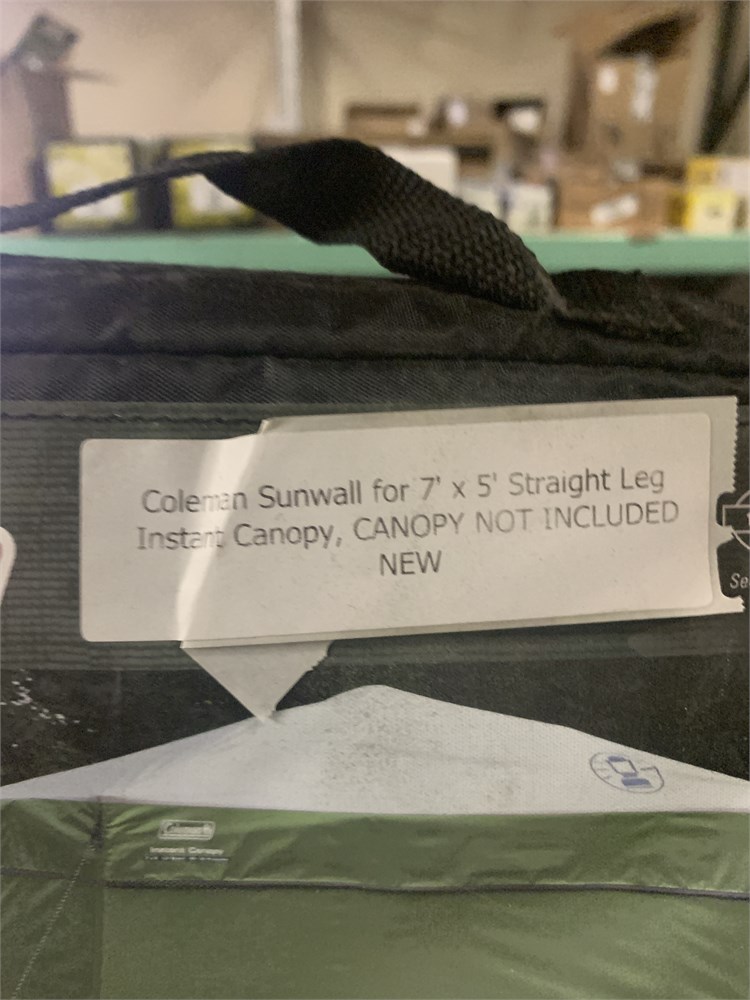 Coleman Sunwall for 7' x 5' Straight Leg
Instant Canopy, CANOPY NOT INCLUDED
NEW
Coleman
Instant Canopy